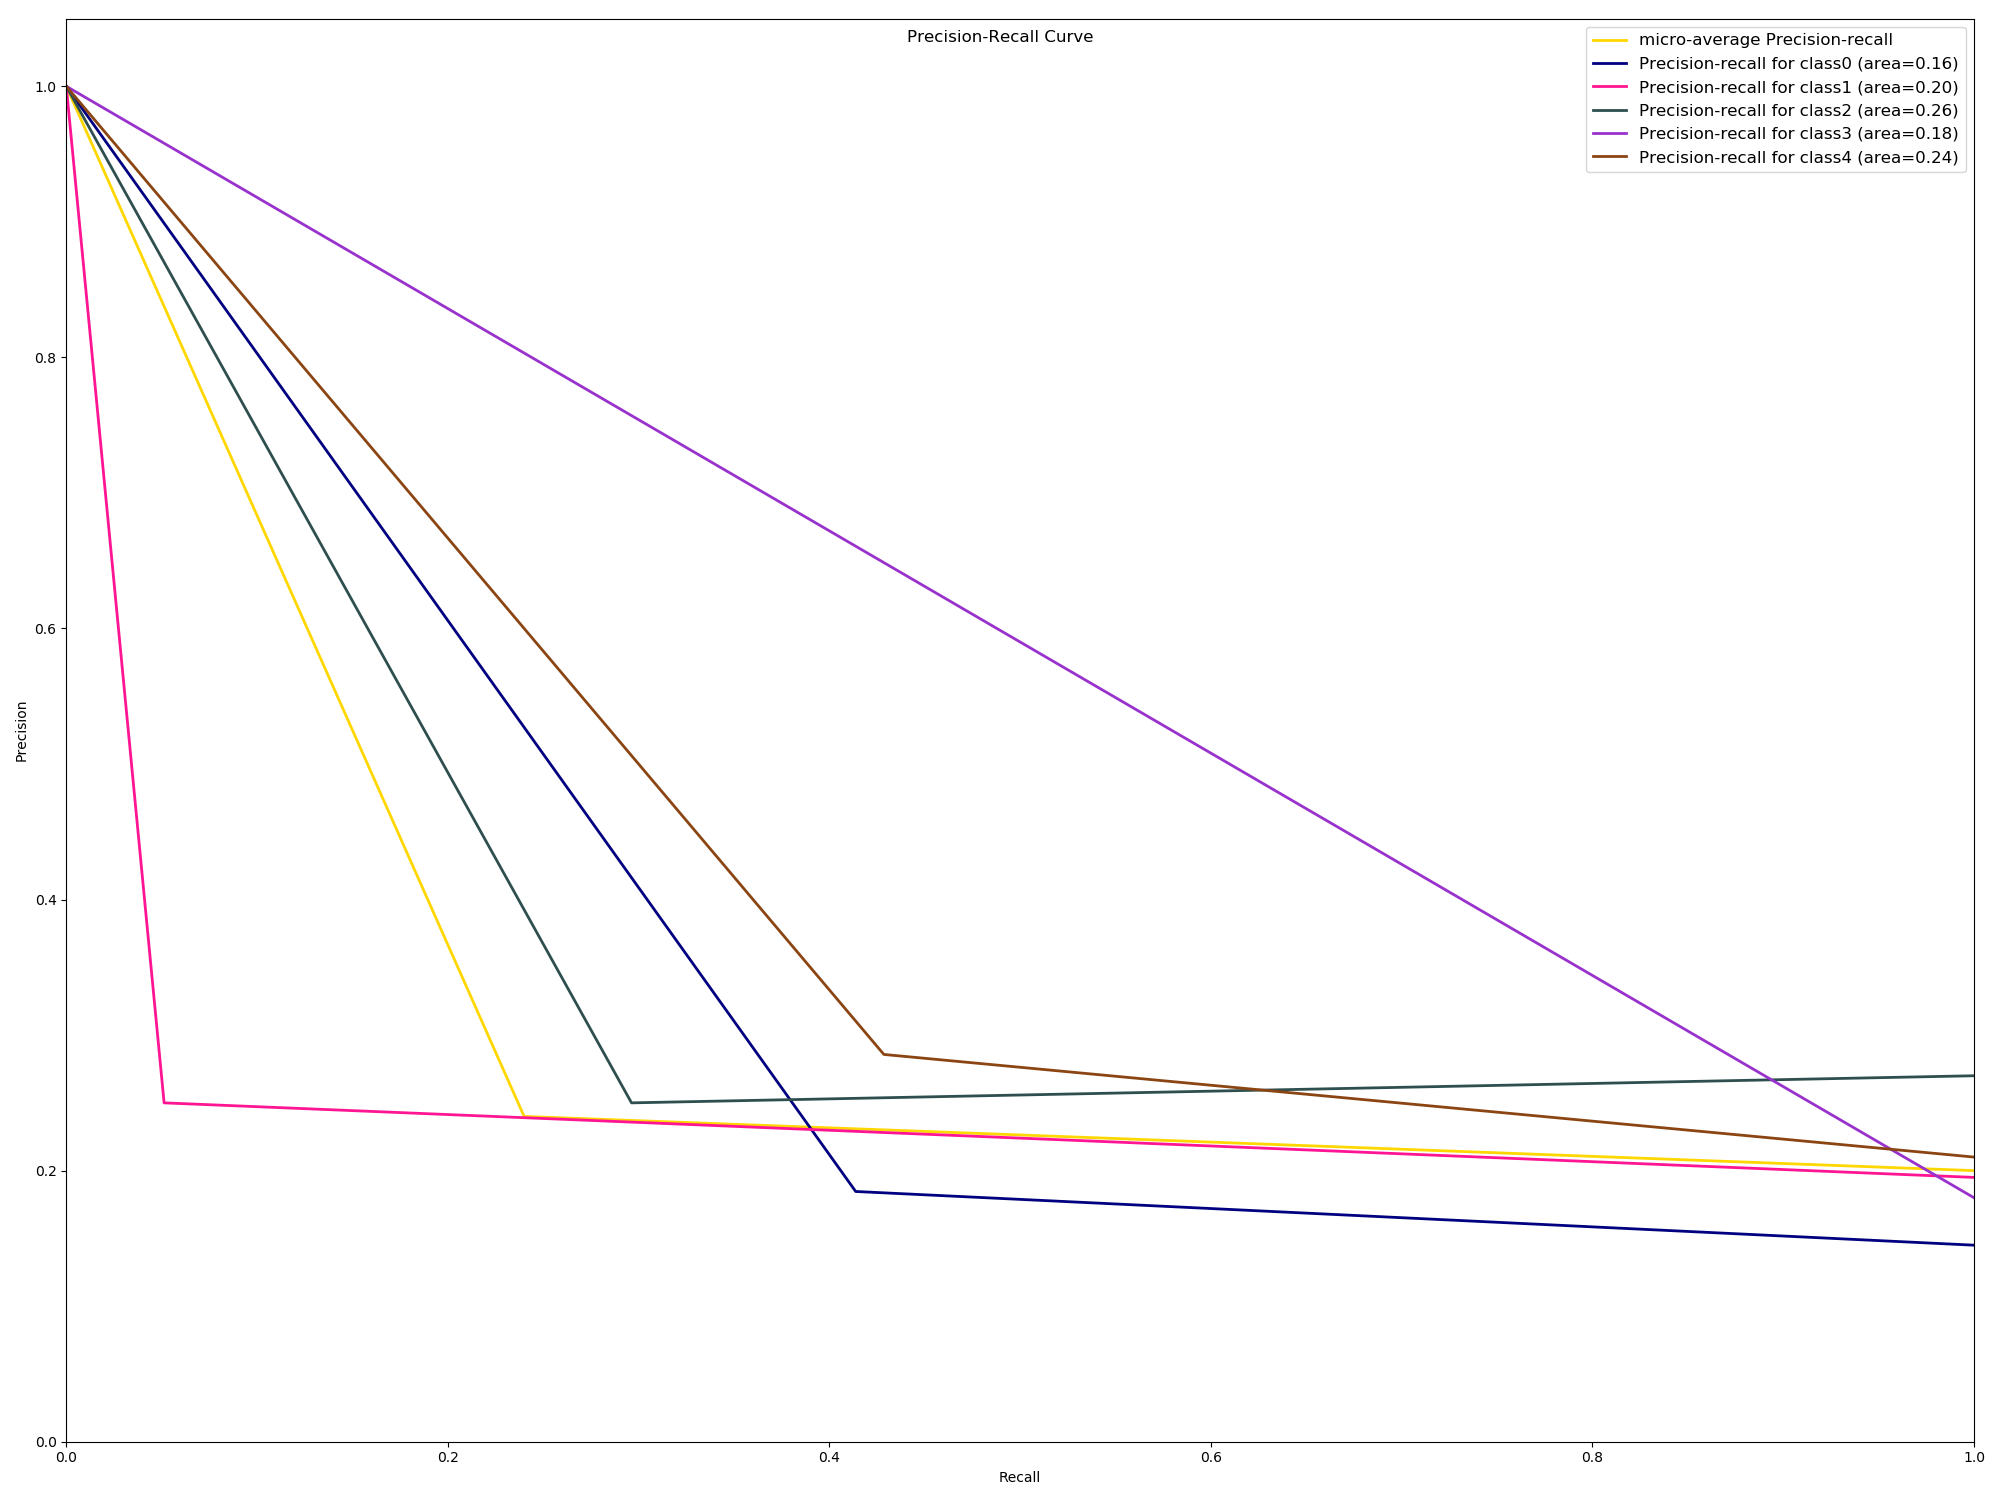 Precision-Recall Curve
micro-average Precision-recall
Precision-recall for class0 (area=0.16)
Precision-recall for class1 (area=0.20)
Precision-recall for class2 (area=0.26)
Precision-recall for class3 (area=0.18)
Precision-recall for class4 (area=0.24)
1.0
0.8
0.6
0.4
0.2
0.0
Precision
0.0 0.2 0.4 0.6 0.8 1.0
Recall